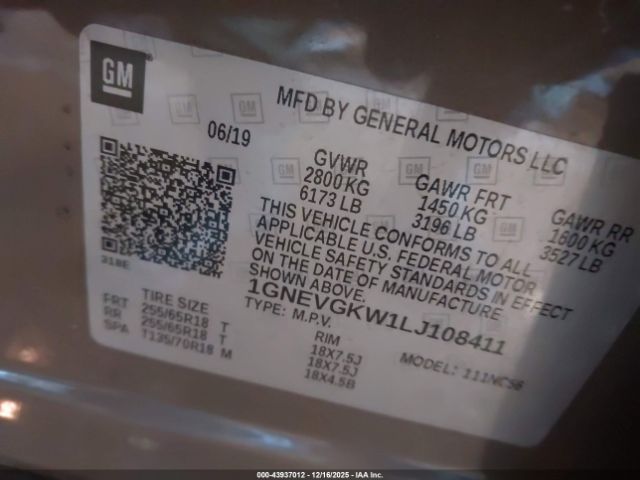 GM
MFD BY GENERAL MOTORS LLC
06/19
GVWR GAWR FRT GAWR RR
2800 KG 1450 KG 1600 KG
6173 LB 3196 LB 3527 LB
THIS VEHICLE CONFORMS TO ALL
APPLICABLE U.S. FEDERAL MOTOR
VEHICLE SAFETY STANDARDS IN EFFECT
ON THE DATE OF MANUFACTURE
SHOWN ABOVE.
1GNEVGKW1LJ108411
TYPE: M.P.V.
MODEL: 111NC56
318E
TIRE SIZE RIM
FRT 255/65R18 T 18X7.5J
RR 255/65R18 T 18X7.5J
SPA T135/70R18 M 18X4.5B
000-43937012 - 12/16/2025 - IAA Inc.